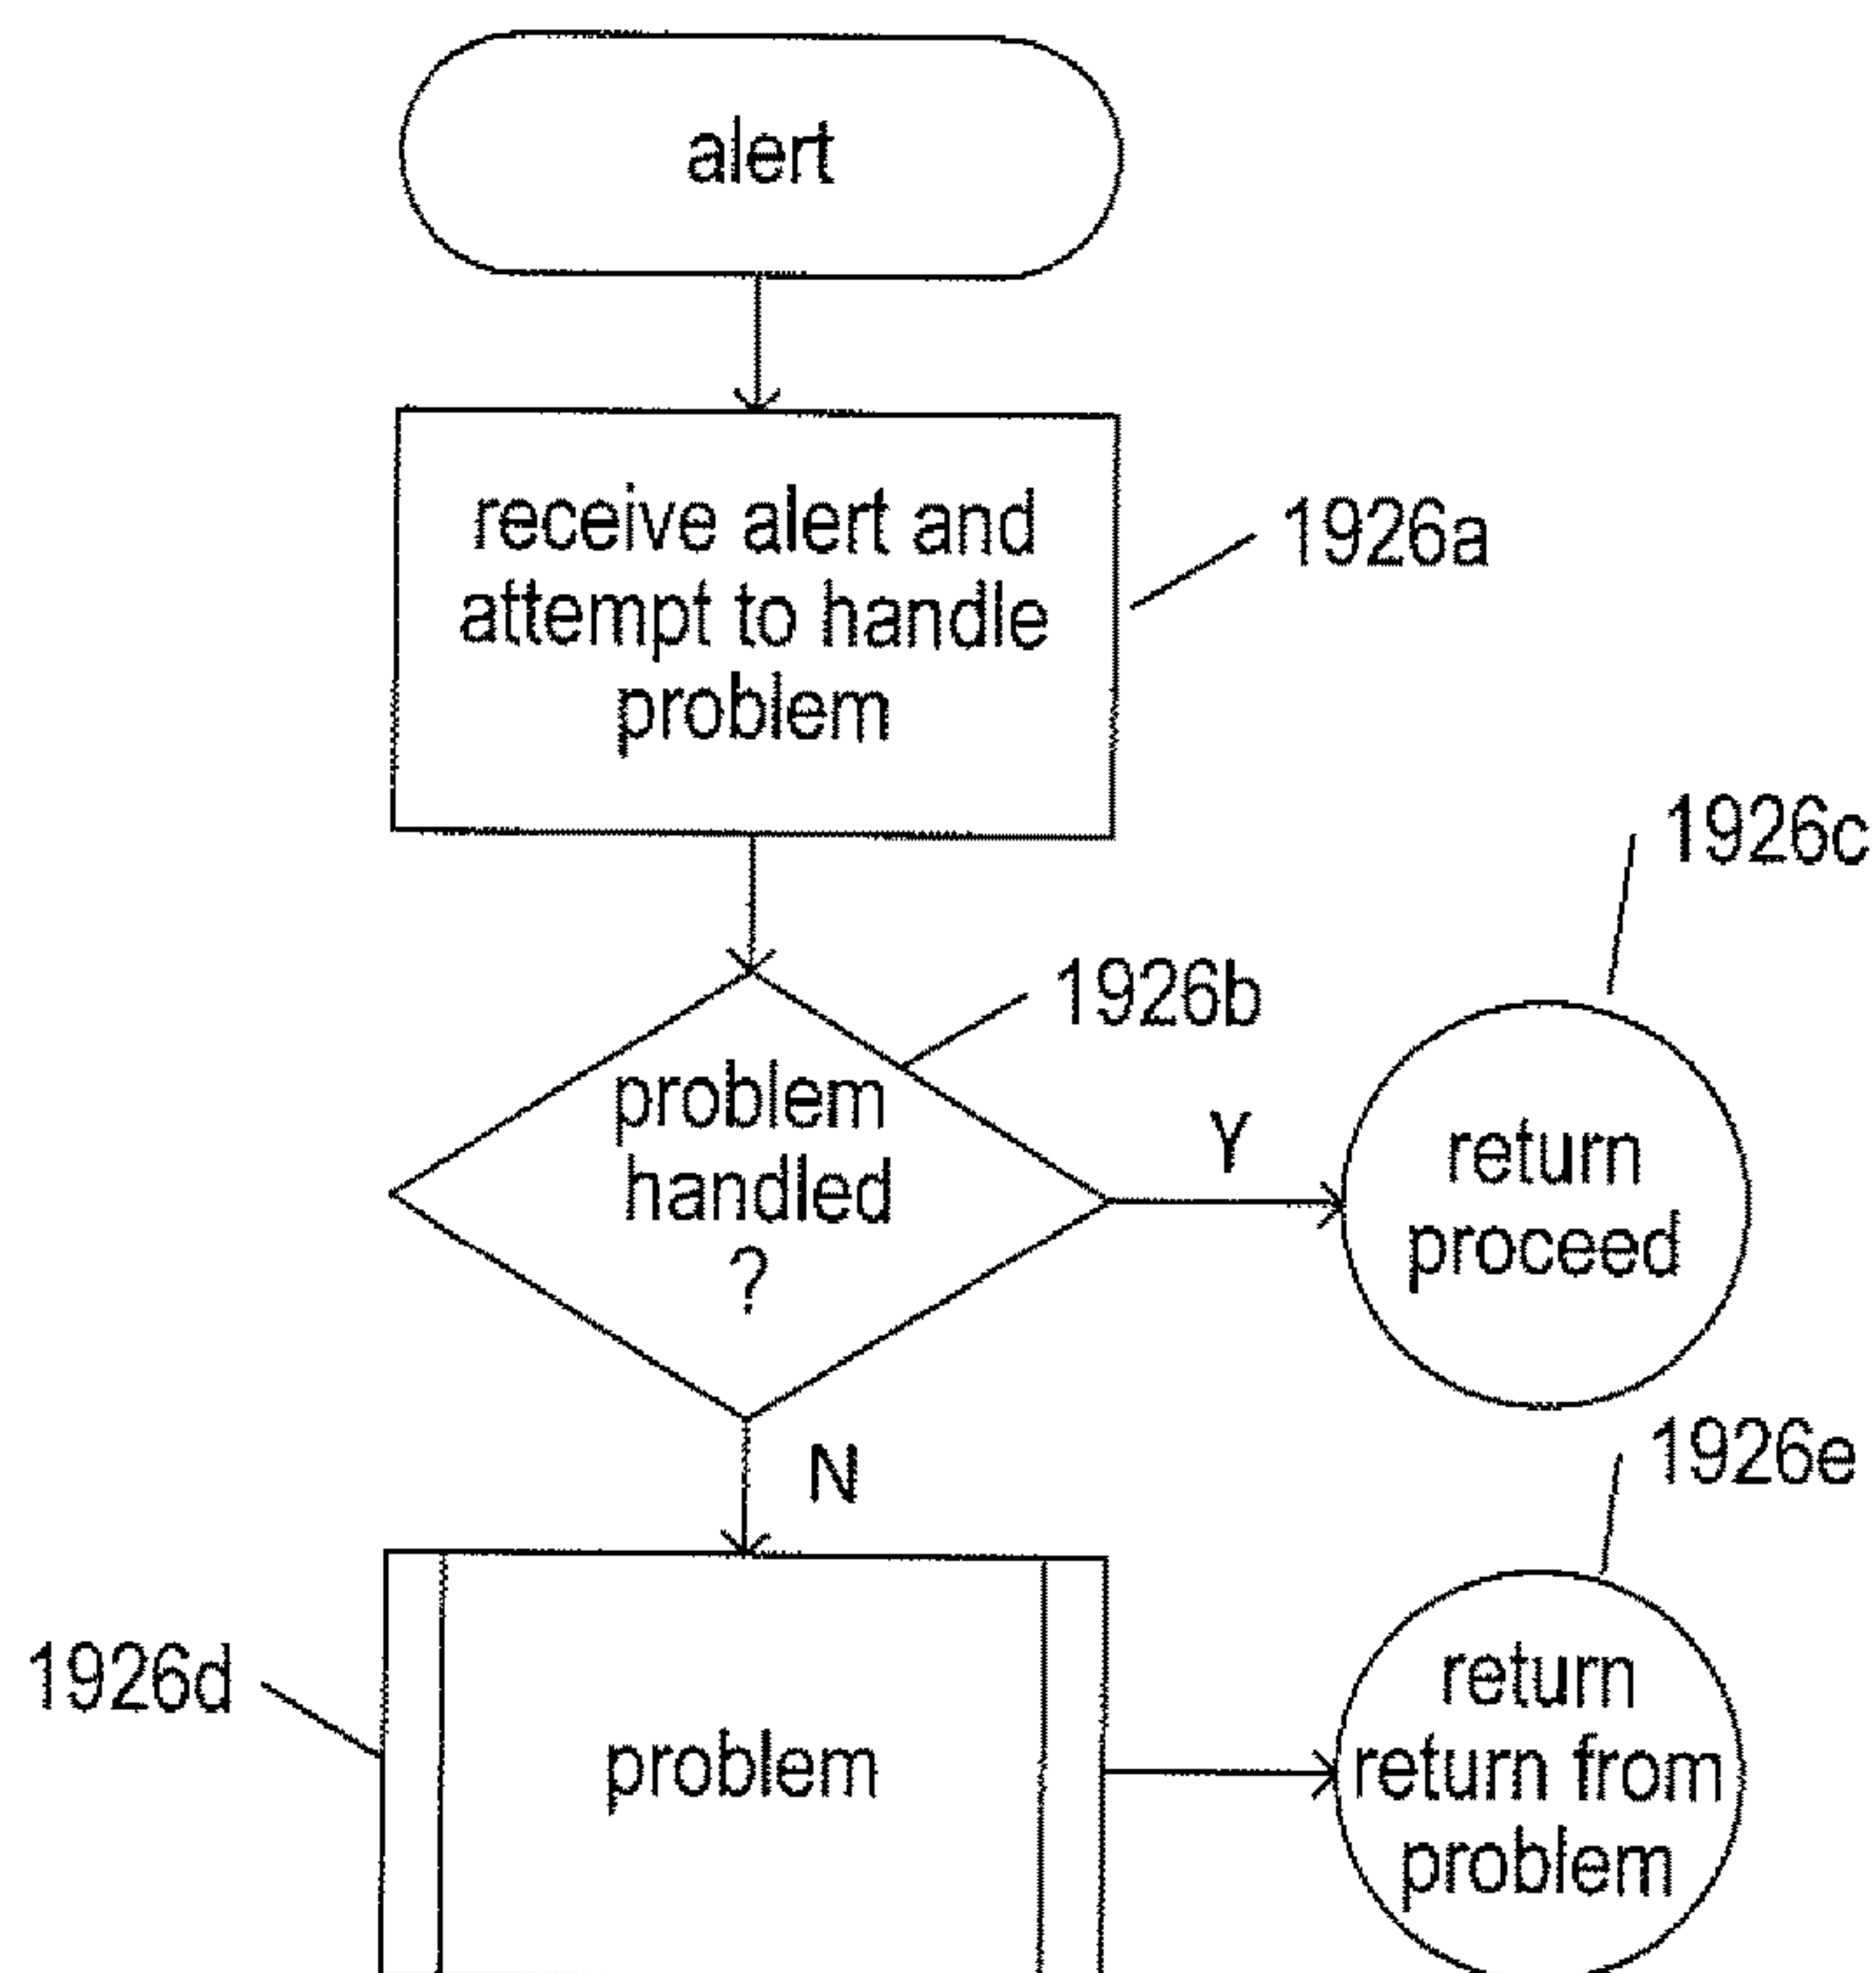 alert
receive alert and
attempt to handle
problem
1926a
1926c
1926b
problem
handled
?
Y
return
proceed
N
1926e
1926d
problem
return
return from
problem